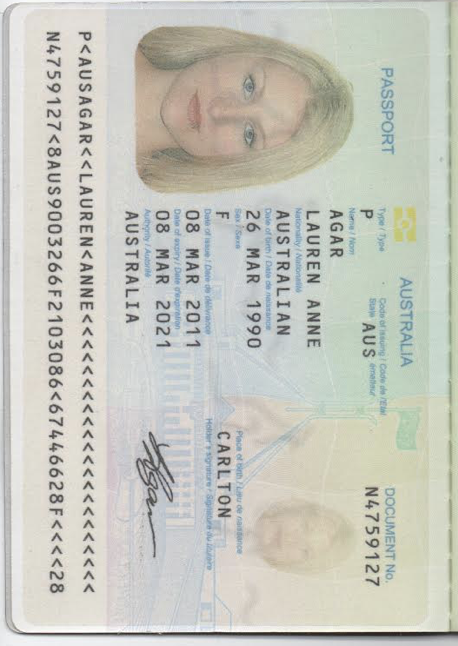 PASSPORT
AUSTRALIA
DOCUMENT No.
Type / Type
Code of issuing / Code de l'Etat
State émetteur
P
AUS
N4759127
Name / Nom
AGAR
LAUREN ANNE
Nationality / Nationalité
AUSTRALIAN
Date of birth / Date de naissance
26 MAR 1990
Sex / Sexe
Place of birth / Lieu de naissance
F
CARLTON
Date of issue / Date de délivrance
Holder's signature / Signature du titulaire
08 MAR 2011
Date of expiry / Date d'expiration
08 MAR 2021
Authority / Autorité
AUSTRALIA
P<AUSAGAR<<LAUREN<ANNE<<<<<<<<<<<<<<<<<<<<<<
N4759127<8AUS9003266F2103086<67446628F<<<<28